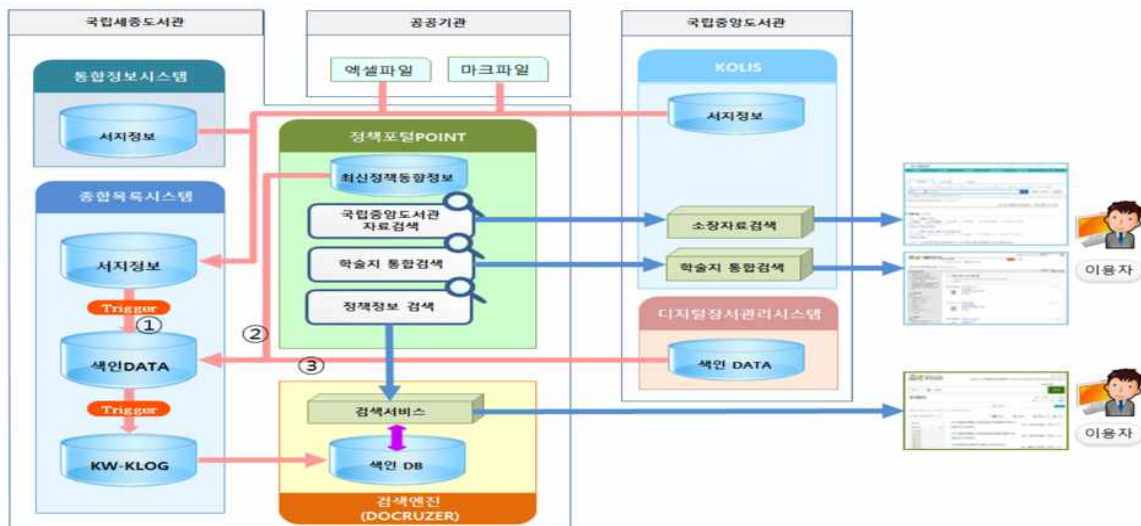 국립세종도서관
공공기관
국립중앙도서관
통합정보시스템
서지정보
엑셀파일
마크파일
KOLIS
서지정보
정책포털POINT
최신정책동향정보
종합목록시스템
국립중앙도서관
자료검색
소장자료검색
서지정보
학술지 통합검색
학술지 통합검색
이용자
Trigger
①
정책정보 검색
디지털장서관리시스템
②
색인DATA
③
색인 DATA
Trigger
검색서비스
이용자
KW-KLOG
색인 DB
검색엔진
(DOCRUZER)